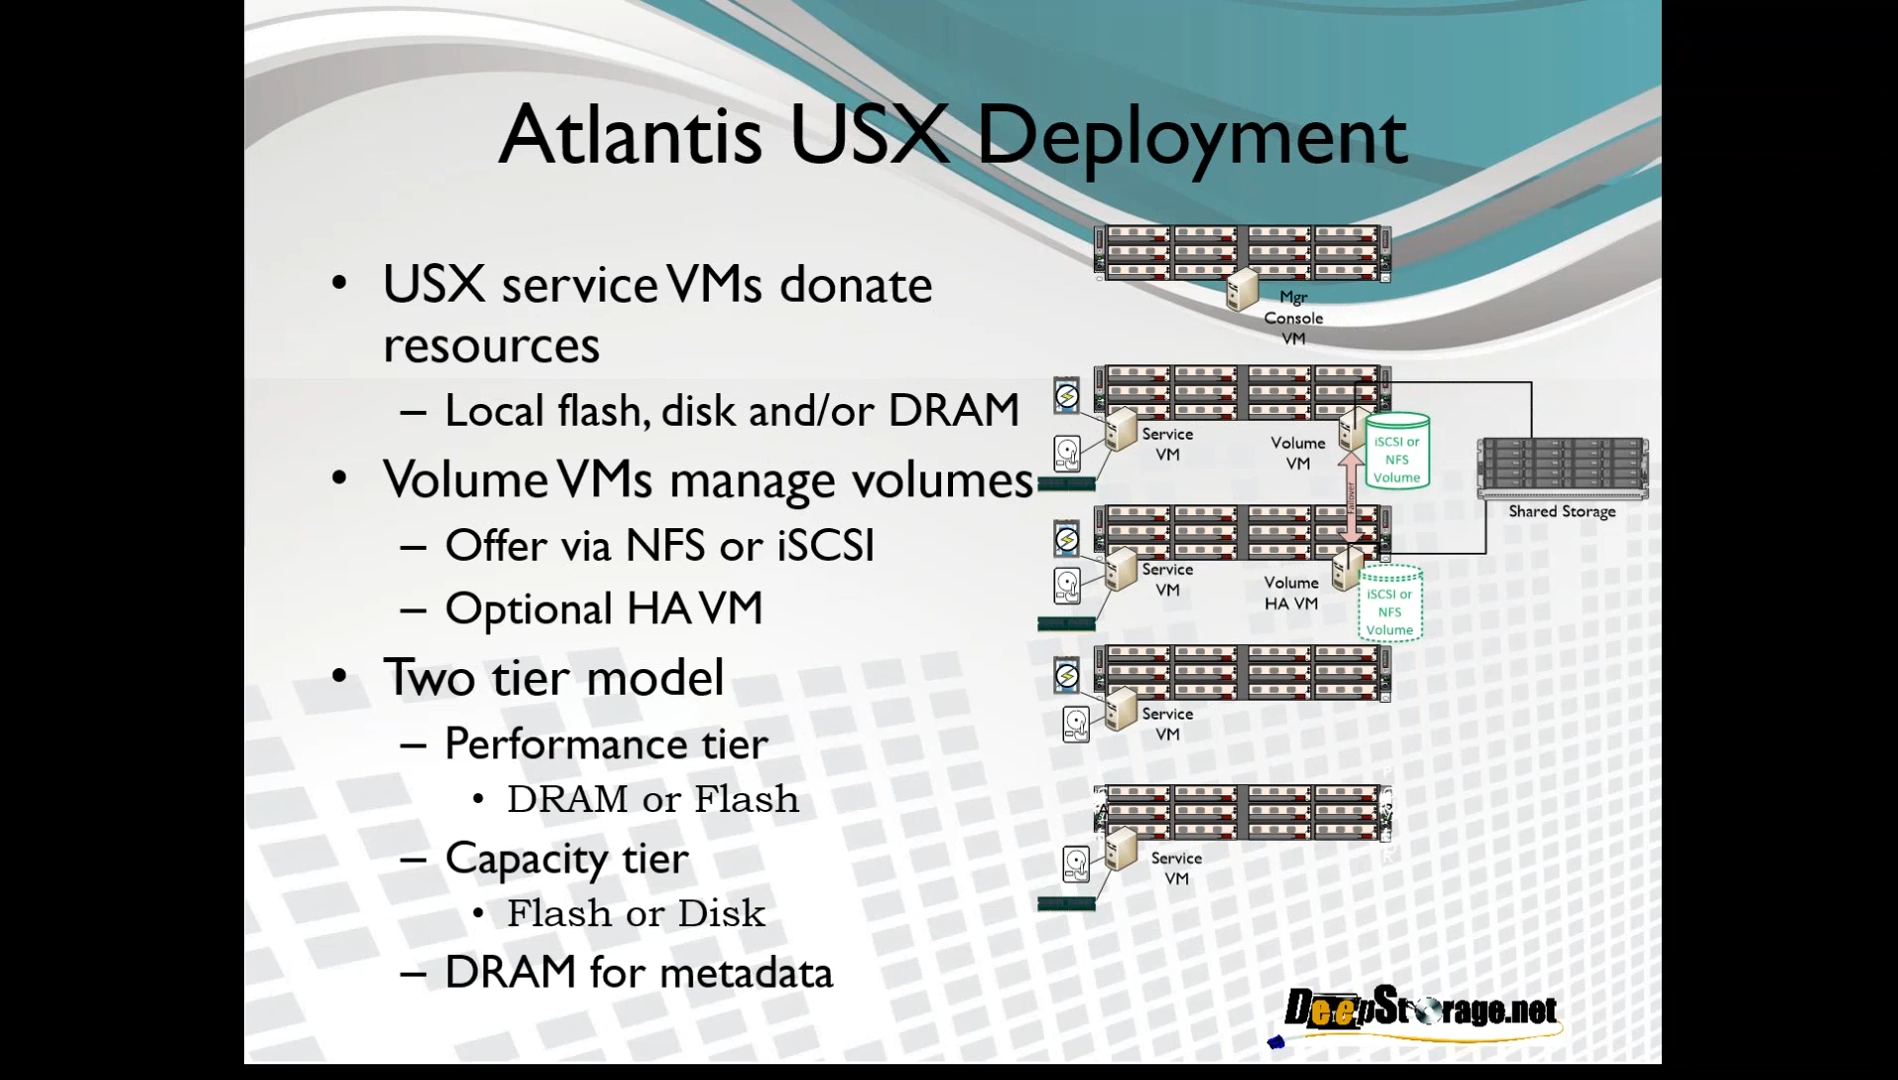 Atlantis USX Deployment
• USX service VMs donate
resources
– Local flash, disk and/or DRAM
• Volume VMs manage volumes
– Offer via NFS or iSCSI
– Optional HA VM
• Two tier model
– Performance tier
• DRAM or Flash
– Capacity tier
• Flash or Disk
– DRAM for metadata
Mgr
Console
VM
Service
VM
Volume
VM
iSCSI or
NFS
Volume
Failover
Shared Storage
Service
VM
Volume
HA VM
iSCSI or
NFS
Volume
Service
VM
Service
VM
DeepStorage.net